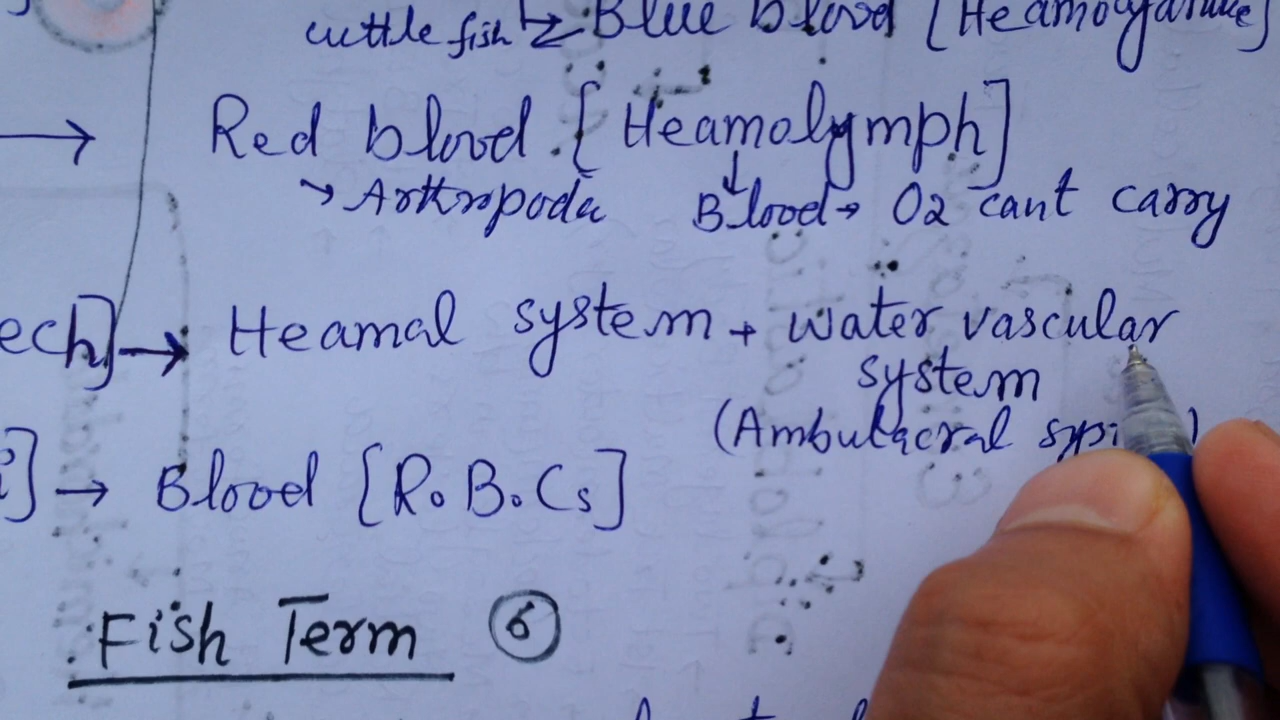 cuttle fish → Blue blood [Heamocyanine]
→ Red blood . [Heamolymph]
→ Arthropoda Blood → O2 cant carry
ech] → Heamal system + water vascular
system
(Ambulacral
i] → Blood [R.B.Cs]
Fish Term 6